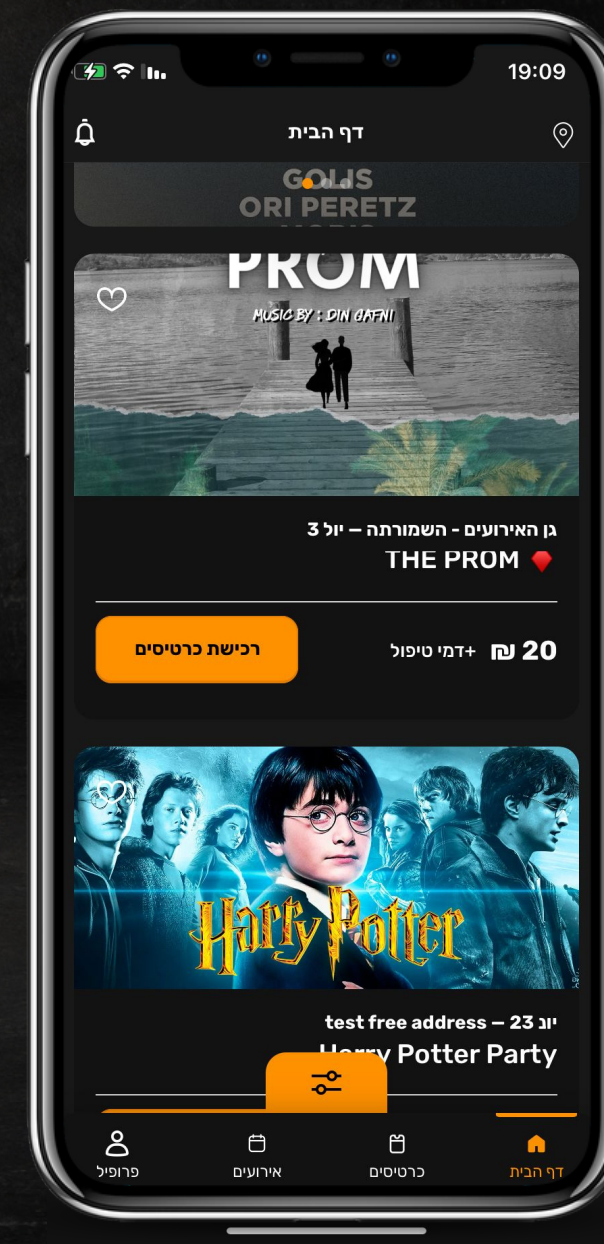 19:09
דף הבית
GOLIS
ORI PERETZ
PROM
MUSIC BY : DIN GAFNI
גן האירועים - השמורתה – יול 3
THE PROM
20 ₪ +דמי טיפול
רכישת כרטיסים
Harry Potter
יונ 23 – test free address
Harry Potter Party
דף הבית
כרטיסים
אירועים
פרופיל